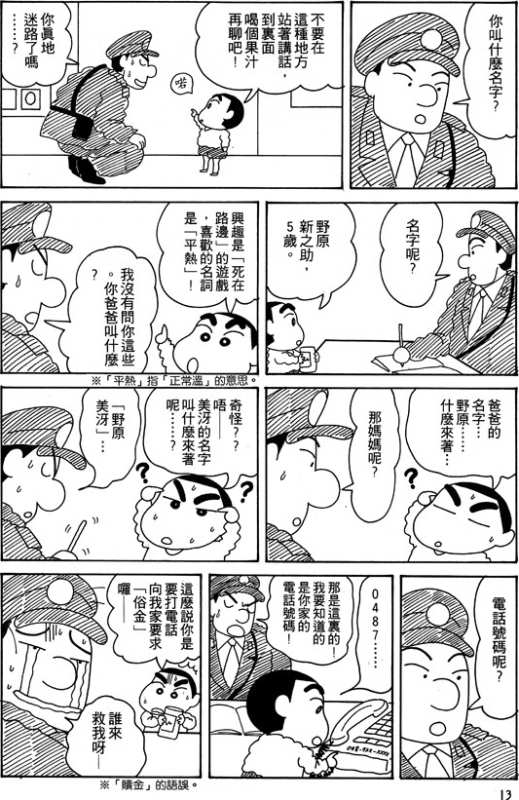 你叫什麼名字?
不要在
這種地方
站著講話，
到裏面
喝個果汁
再聊吧！
喏
你真地
迷路了嗎
……?
名字呢?
野原
新之助，
5歲。
興趣是「死在
路邊」的遊戲
，喜歡的名詞
是「平熱」！
我沒有問你這些
。你爸爸叫什麼
?
※「平熱」指「正常溫」的意思。
爸爸的
名字……
野原……
什麼來著…
那媽媽呢?
?
?
奇怪??
唔──
美呀的名字
叫什麼來著
呢……?
?
?
「野原
美呀」…
電話號碼呢?
0487……
那是這裏的！
我要知道的
是你家的
電話號碼！
這麼說你是
要打電話
向我家要求
「俗金」
囉──
誰來
救我呀─
※「贖金」的語誤。
13